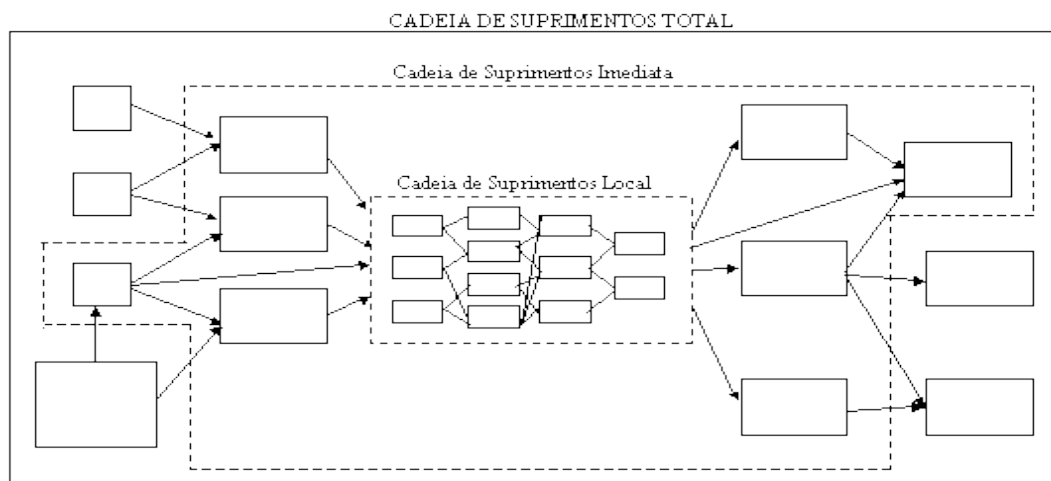 CADEIA DE SUPRIMENTOS TOTAL
Cadeia de Suprimentos Imediata
Cadeia de Suprimentos Local